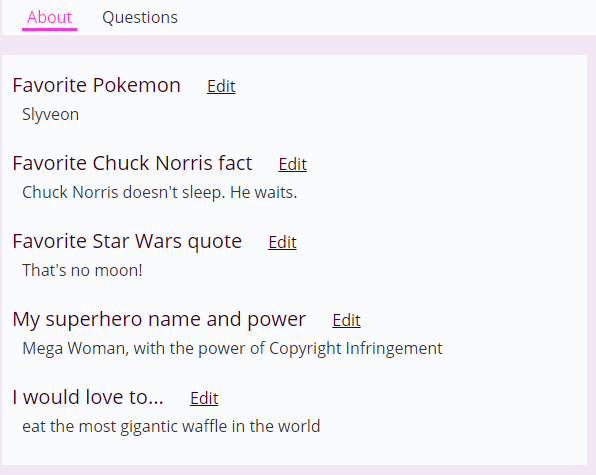 About Questions
Favorite Pokemon Edit
Slyveon
Favorite Chuck Norris fact Edit
Chuck Norris doesn't sleep. He waits.
Favorite Star Wars quote Edit
That's no moon!
My superhero name and power Edit
Mega Woman, with the power of Copyright Infringement
I would love to... Edit
eat the most gigantic waffle in the world